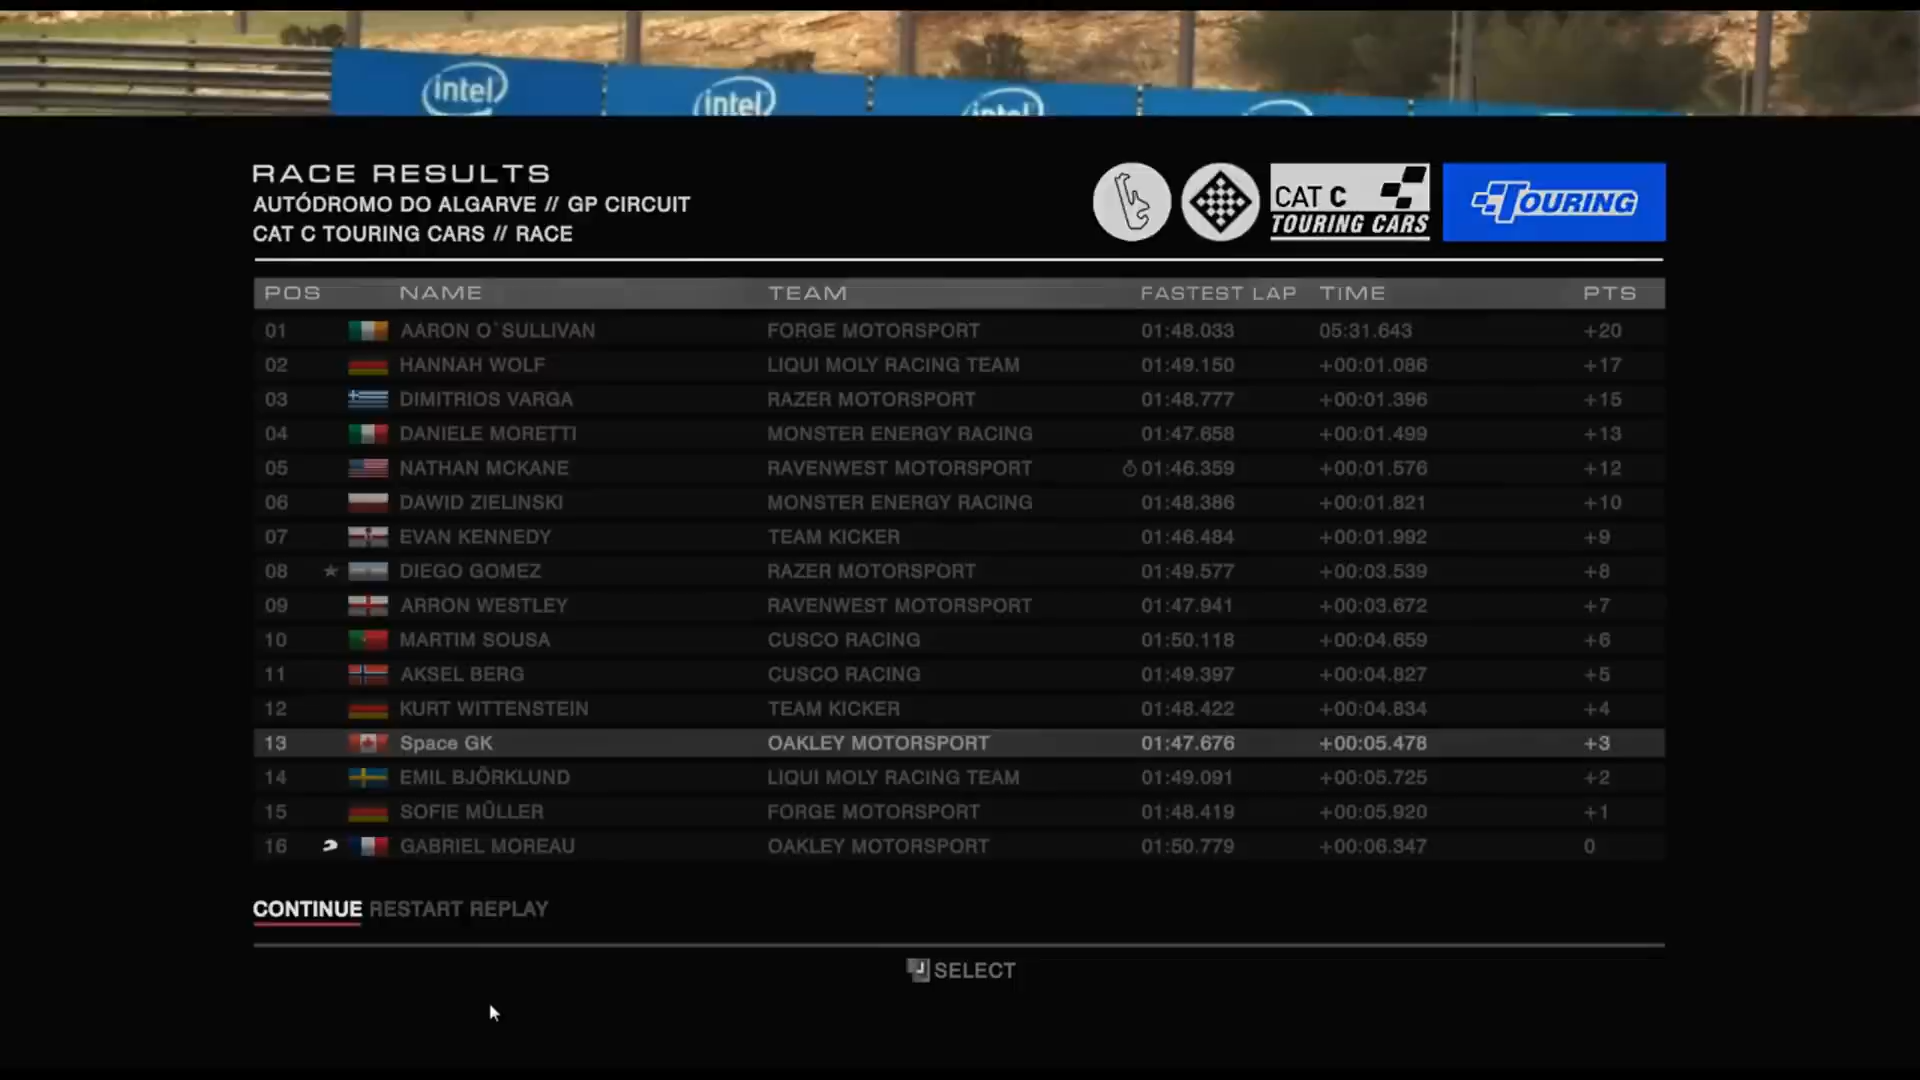 intel intel intel
RACE RESULTS
AUTÓDROMO DO ALGARVE // GP CIRCUIT
CAT C TOURING CARS // RACE
CAT C
TOURING CARS
TOURING
POS NAME TEAM FASTEST LAP TIME PTS
01 AARON O`SULLIVAN FORGE MOTORSPORT 01:48.033 05:31.643 +20
02 HANNAH WOLF LIQUI MOLY RACING TEAM 01:49.150 +00:01.086 +17
03 DIMITRIOS VARGA RAZER MOTORSPORT 01:48.777 +00:01.396 +15
04 DANIELE MORETTI MONSTER ENERGY RACING 01:47.658 +00:01.499 +13
05 NATHAN MCKANE RAVENWEST MOTORSPORT 01:46.359 +00:01.576 +12
06 DAWID ZIELINSKI MONSTER ENERGY RACING 01:48.386 +00:01.821 +10
07 EVAN KENNEDY TEAM KICKER 01:46.484 +00:01.992 +9
08 DIEGO GOMEZ RAZER MOTORSPORT 01:49.577 +00:03.539 +8
09 ARRON WESTLEY RAVENWEST MOTORSPORT 01:47.941 +00:03.672 +7
10 MARTIM SOUSA CUSCO RACING 01:50.118 +00:04.659 +6
11 AKSEL BERG CUSCO RACING 01:49.397 +00:04.827 +5
12 KURT WITTENSTEIN TEAM KICKER 01:48.422 +00:04.834 +4
13 Space GK OAKLEY MOTORSPORT 01:47.676 +00:05.478 +3
14 EMIL BJÖRKLUND LIQUI MOLY RACING TEAM 01:49.091 +00:05.725 +2
15 SOFIE MÜLLER FORGE MOTORSPORT 01:48.419 +00:05.920 +1
16 GABRIEL MOREAU OAKLEY MOTORSPORT 01:50.779 +00:06.347 0
CONTINUE RESTART REPLAY
SELECT